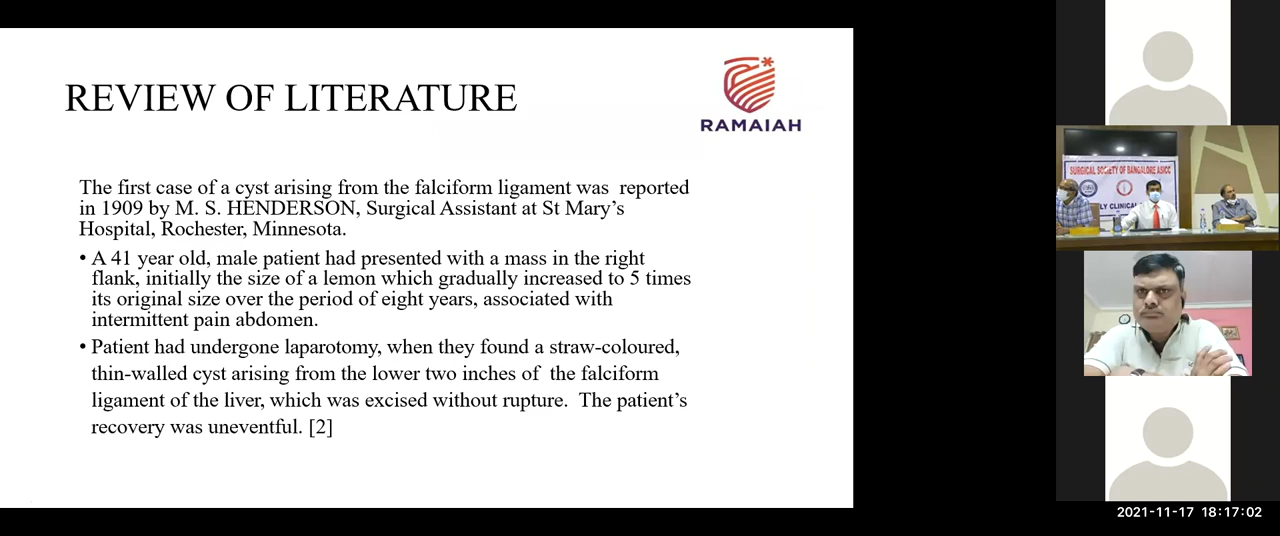 REVIEW OF LITERATURE
RAMAIAH
The first case of a cyst arising from the falciform ligament was reported
in 1909 by M. S. HENDERSON, Surgical Assistant at St Mary’s
Hospital, Rochester, Minnesota.
• A 41 year old, male patient had presented with a mass in the right
flank, initially the size of a lemon which gradually increased to 5 times
its original size over the period of eight years, associated with
intermittent pain abdomen.
• Patient had undergone laparotomy, when they found a straw-coloured,
thin-walled cyst arising from the lower two inches of the falciform
ligament of the liver, which was excised without rupture. The patient’s
recovery was uneventful. [2]
SURGICAL SOCIETY OF BANGALORE ASICC
LY CLINICAL
2021-11-17 18:17:02